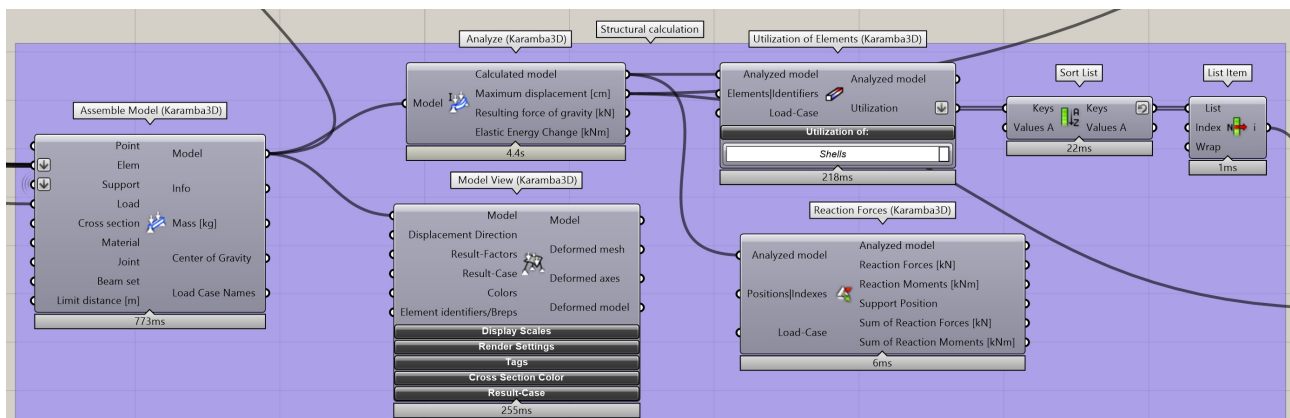 Structural calculation
Assemble Model (Karamba3D)
Point
Elem
Support
Load
Cross section
Material
Joint
Beam set
Limit distance [m]
Model
Info
Mass [kg]
Center of Gravity
Load Case Names
773ms
Analyze (Karamba3D)
Model
Calculated model
Maximum displacement [cm]
Resulting force of gravity [kN]
Elastic Energy Change [kNm]
4.4s
Model View (Karamba3D)
Model
Displacement Direction
Result-Factors
Result-Case
Colors
Element identifiers/Breps
Model
Deformed mesh
Deformed axes
Deformed model
Display Scales
Render Settings
Tags
Cross Section Color
Result-Case
255ms
Utilization of Elements (Karamba3D)
Analyzed model
Elements|Identifiers
Load-Case
Analyzed model
Utilization
Utilization of:
Shells
218ms
Reaction Forces (Karamba3D)
Analyzed model
Positions|Indexes
Load-Case
Analyzed model
Reaction Forces [kN]
Reaction Moments [kNm]
Support Position
Sum of Reaction Forces [kN]
Sum of Reaction Moments [kNm]
6ms
Sort List
Keys
Values A
A
Z
Keys
Values A
22ms
List Item
List
Index
Wrap
N
i
1ms